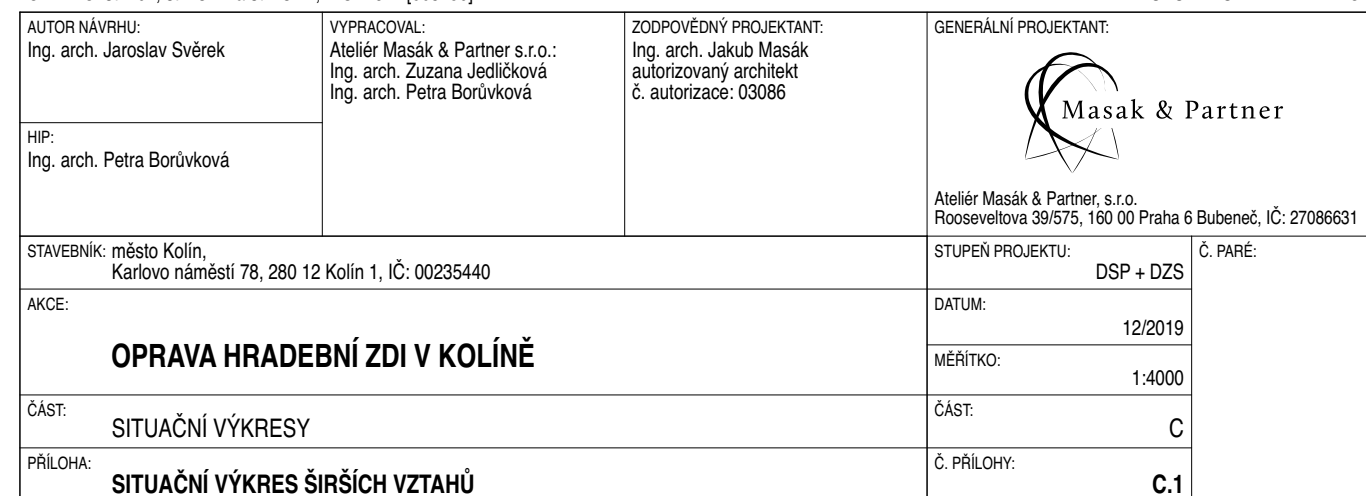 AUTOR NÁVRHU:
Ing. arch. Jaroslav Svěrek
HIP:
Ing. arch. Petra Borůvková
VYPRACOVAL:
Ateliér Masák & Partner s.r.o.:
Ing. arch. Zuzana Jedličková
Ing. arch. Petra Borůvková
ZODPOVĚDNÝ PROJEKTANT:
Ing. arch. Jakub Masák
autorizovaný architekt
č. autorizace: 03086
GENERÁLNÍ PROJEKTANT:
Masak & Partner
Ateliér Masák & Partner, s.r.o.
Rooseveltova 39/575, 160 00 Praha 6 Bubeneč, IČ: 27086631
STAVEBNÍK: město Kolín,
Karlovo náměstí 78, 280 12 Kolín 1, IČ: 00235440
STUPEŇ PROJEKTU:
DSP + DZS
Č. PARÉ:
AKCE:
OPRAVA HRADEBNÍ ZDI V KOLÍNĚ
DATUM:
12/2019
MĚŘÍTKO:
1:4000
ČÁST:
SITUAČNÍ VÝKRESY
ČÁST:
C
PŘÍLOHA:
SITUAČNÍ VÝKRES ŠIRŠÍCH VZTAHŮ
Č. PŘÍLOHY:
C.1